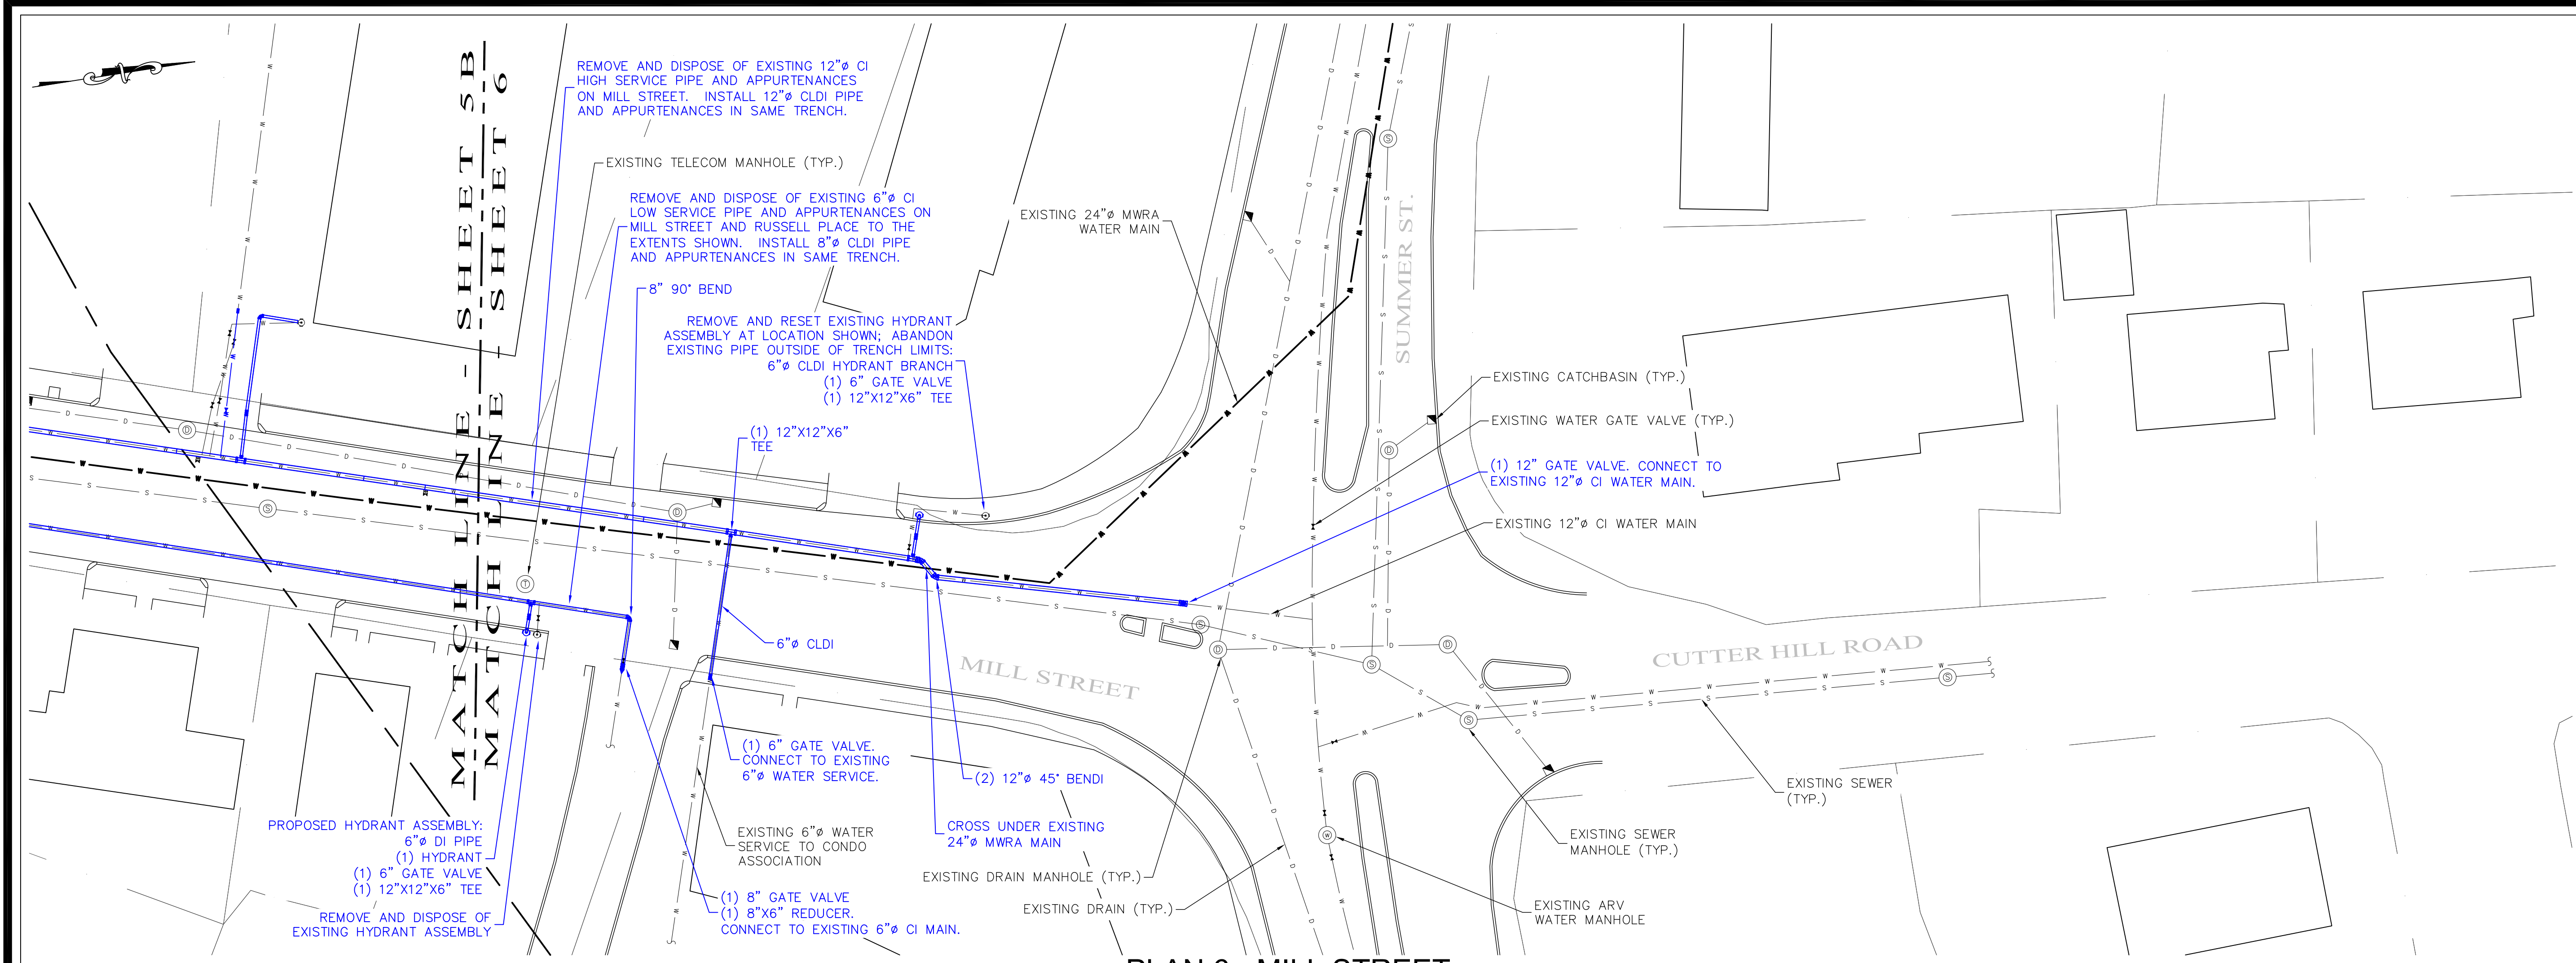 REMOVE AND DISPOSE OF EXISTING 12"ø CI
HIGH SERVICE PIPE AND APPURTENANCES
ON MILL STREET. INSTALL 12"ø CLDI PIPE
AND APPURTENANCES IN SAME TRENCH.
EXISTING TELECOM MANHOLE (TYP.)
REMOVE AND DISPOSE OF EXISTING 6"ø CI
LOW SERVICE PIPE AND APPURTENANCES ON
MILL STREET AND RUSSELL PLACE TO THE
EXTENTS SHOWN. INSTALL 8"ø CLDI PIPE
AND APPURTENANCES IN SAME TRENCH.
8" 90° BEND
REMOVE AND RESET EXISTING HYDRANT
ASSEMBLY AT LOCATION SHOWN; ABANDON
EXISTING PIPE OUTSIDE OF TRENCH LIMITS:
6"ø CLDI HYDRANT BRANCH
(1) 6" GATE VALVE
(1) 12"X12"X6" TEE
(1) 12"X12"X6"
TEE
EXISTING 24"ø MWRA
WATER MAIN
MATCH LINE - SHEET 5B
MATCH LINE - SHEET 6
SUMMER ST.
EXISTING CATCHBASIN (TYP.)
EXISTING WATER GATE VALVE (TYP.)
(1) 12" GATE VALVE. CONNECT TO
EXISTING 12"ø CI WATER MAIN.
EXISTING 12"ø CI WATER MAIN
6"ø CLDI
MILL STREET
CUTTER HILL ROAD
(1) 6" GATE VALVE.
CONNECT TO EXISTING
6"ø WATER SERVICE.
(2) 12"ø 45° BENDI
EXISTING SEWER
(TYP.)
PROPOSED HYDRANT ASSEMBLY:
6"ø DI PIPE
(1) HYDRANT
(1) 6" GATE VALVE
(1) 12"X12"X6" TEE
REMOVE AND DISPOSE OF
EXISTING HYDRANT ASSEMBLY
EXISTING 6"ø WATER
SERVICE TO CONDO
ASSOCIATION
CROSS UNDER EXISTING
24"ø MWRA MAIN
EXISTING DRAIN MANHOLE (TYP.)
EXISTING DRAIN (TYP.)
(1) 8" GATE VALVE
(1) 8"X6" REDUCER.
CONNECT TO EXISTING 6"ø CI MAIN.
EXISTING SEWER
MANHOLE (TYP.)
EXISTING ARV
WATER MANHOLE
MILL STREET